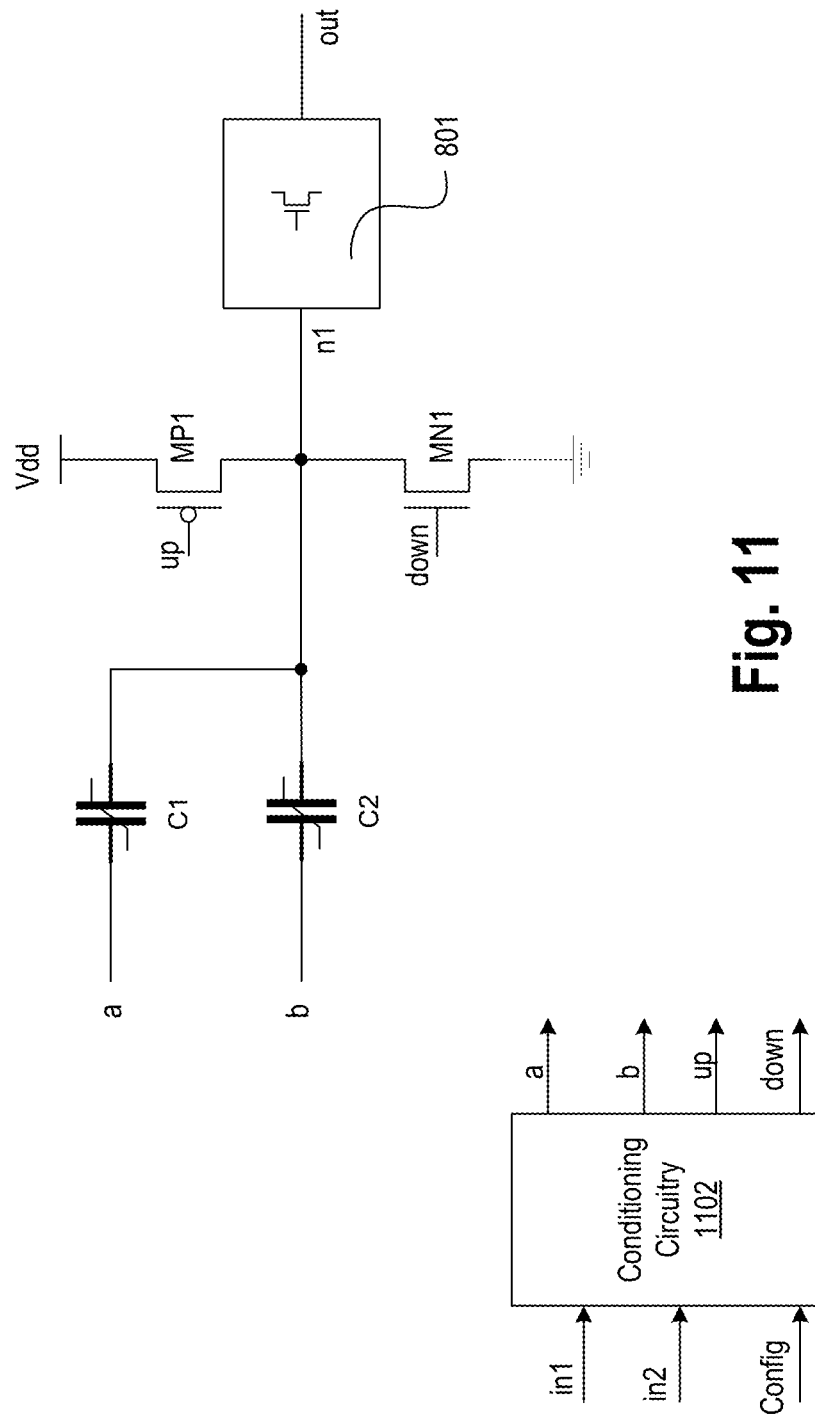 a
C1
b
C2
Vdd
up
MP1
down
MN1
n1
801
out
in1
in2
Config
Conditioning
Circuitry
1102
a
b
up
down
Fig. 11